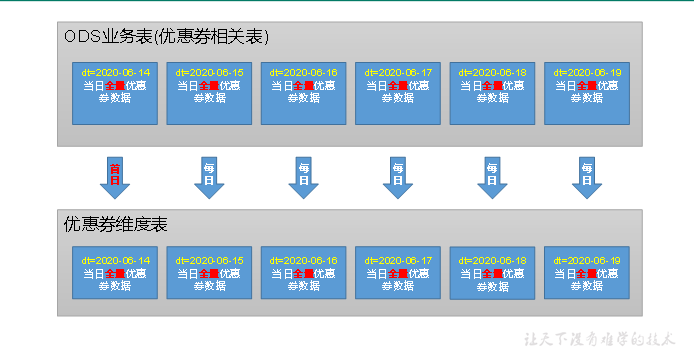 ODS业务表(优惠券相关表)
dt=2020-06-14
当日全量优惠
券数据
dt=2020-06-15
当日全量优惠
券数据
dt=2020-06-16
当日全量优惠
券数据
dt=2020-06-17
当日全量优惠
券数据
dt=2020-06-18
当日全量优惠
券数据
dt=2020-06-19
当日全量优惠
券数据
首日
每日
每日
每日
每日
每日
优惠券维度表
dt=2020-06-14
当日全量优惠
券数据
dt=2020-06-15
当日全量优惠
券数据
dt=2020-06-16
当日全量优惠
券数据
dt=2020-06-17
当日全量优惠
券数据
dt=2020-06-18
当日全量优惠
券数据
dt=2020-06-19
当日全量优惠
券数据
让天下没有难学的技术